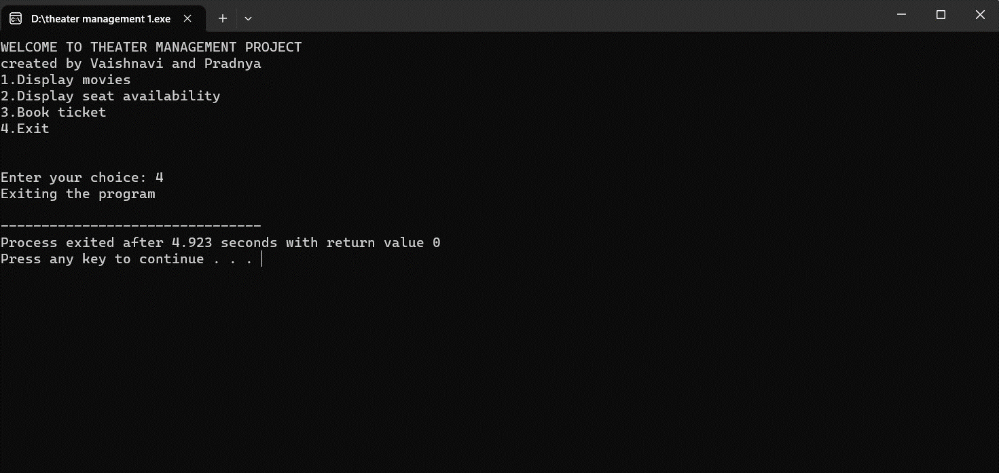 D:\theater management 1.exe
WELCOME TO THEATER MANAGEMENT PROJECT
created by Vaishnavi and Pradnya
1.Display movies
2.Display seat availability
3.Book ticket
4.Exit
Enter your choice: 4
Exiting the program
--------------------------------
Process exited after 4.923 seconds with return value 0
Press any key to continue . . .